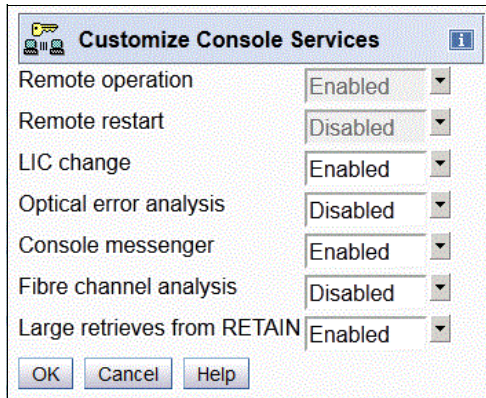 Customize Console Services
Remote operation Enabled
Remote restart Disabled
LIC change Enabled
Optical error analysis Disabled
Console messenger Enabled
Fibre channel analysis Disabled
Large retrieves from RETAIN Enabled
OK Cancel Help